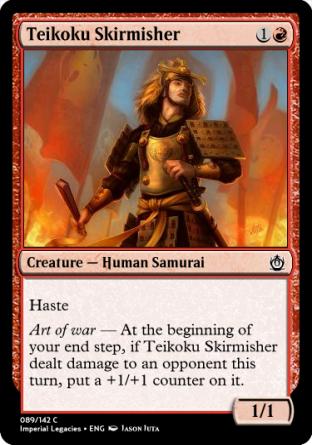 Teikoku Skirmisher 1
Creature — Human Samurai
Haste
Art of war — At the beginning of
your end step, if Teikoku Skirmisher
dealt damage to an opponent this
turn, put a +1/+1 counter on it.
1/1
089/142 C
Imperial Legacies • ENG Jason Juta